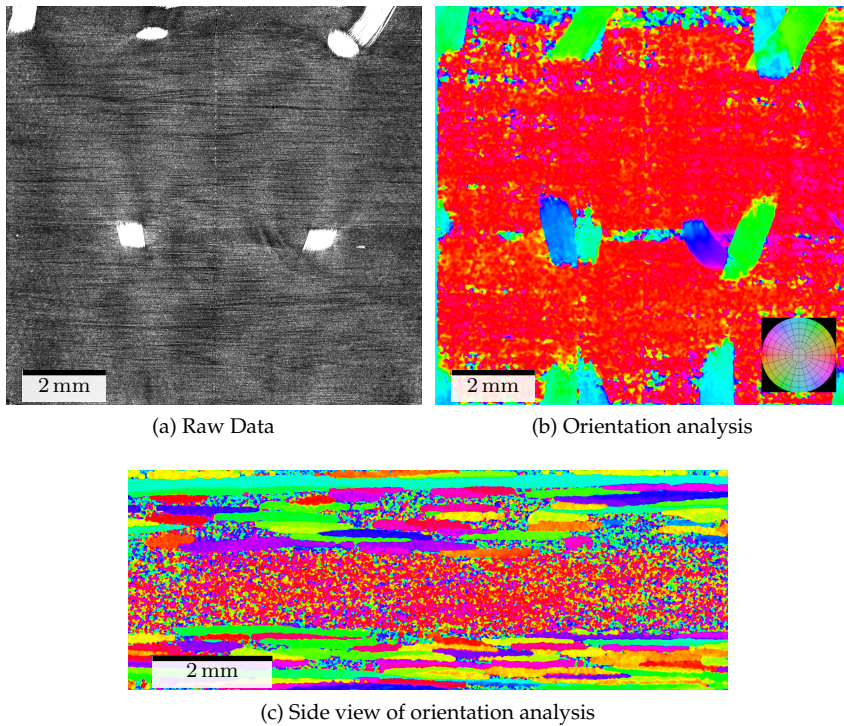 2 mm
2 mm
(a) Raw Data
(b) Orientation analysis
2 mm
(c) Side view of orientation analysis